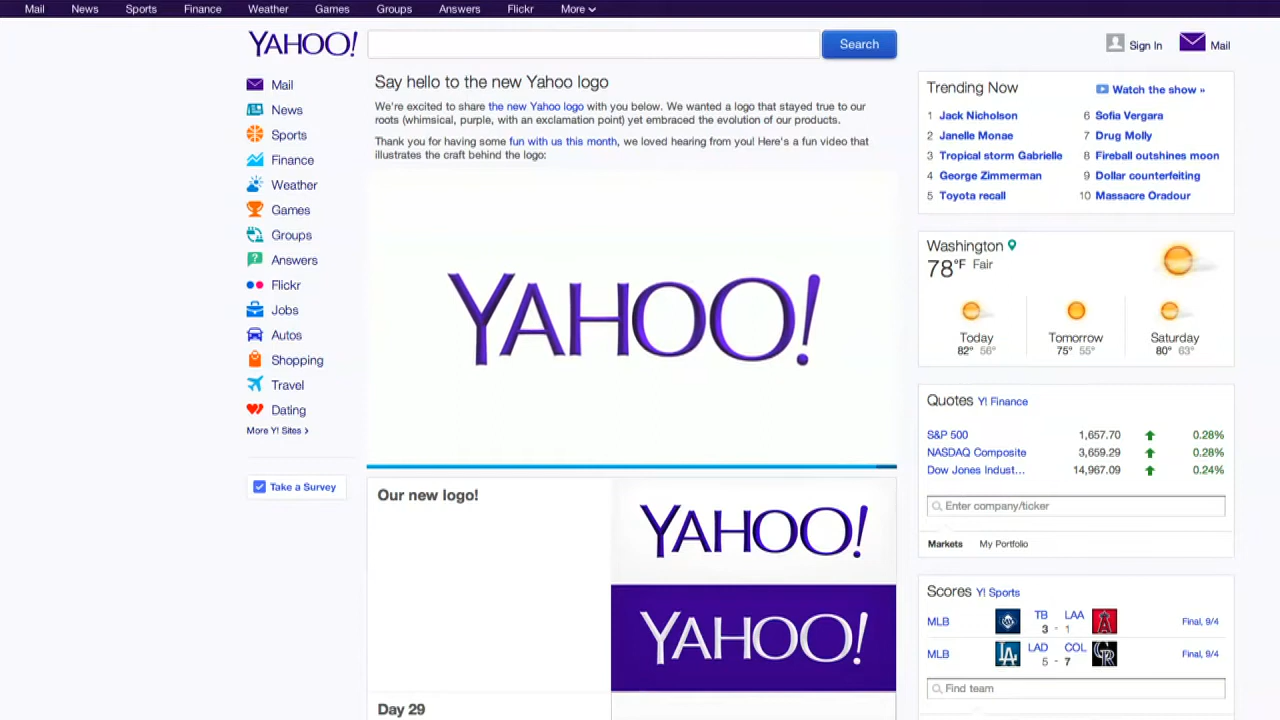 Mail News Sports Finance Weather Games Groups Answers Flickr More
YAHOO!
Search
Sign In
Mail
Mail
News
Sports
Finance
Weather
Games
Groups
Answers
Flickr
Jobs
Autos
Shopping
Travel
Dating
More Y! Sites >
Take a Survey
Say hello to the new Yahoo logo
We're excited to share the new Yahoo logo with you below. We wanted a logo that stayed true to our
roots (whimsical, purple, with an exclamation point) yet embraced the evolution of our products.
Thank you for having some fun with us this month, we loved hearing from you! Here's a fun video that
illustrates the craft behind the logo:
YAHOO!
Our new logo!
YAHOO!
YAHOO!
Day 29
Trending Now
Watch the show »
1 Jack Nicholson
2 Janelle Monae
3 Tropical storm Gabrielle
4 George Zimmerman
5 Toyota recall
6 Sofia Vergara
7 Drug Molly
8 Fireball outshines moon
9 Dollar counterfeiting
10 Massacre Oradour
Washington
78°F Fair
Today Tomorrow Saturday
82° 56° 75° 55° 80° 63°
Quotes Y! Finance
S&P 500 1,657.70 0.28%
NASDAQ Composite 3,659.29 0.28%
Dow Jones Indust... 14,967.09 0.24%
Enter company/ticker
Markets My Portfolio
Scores Y! Sports
MLB TB LAA Final, 9/4
3 - 1
MLB LAD COL Final, 9/4
5 - 7
Find team